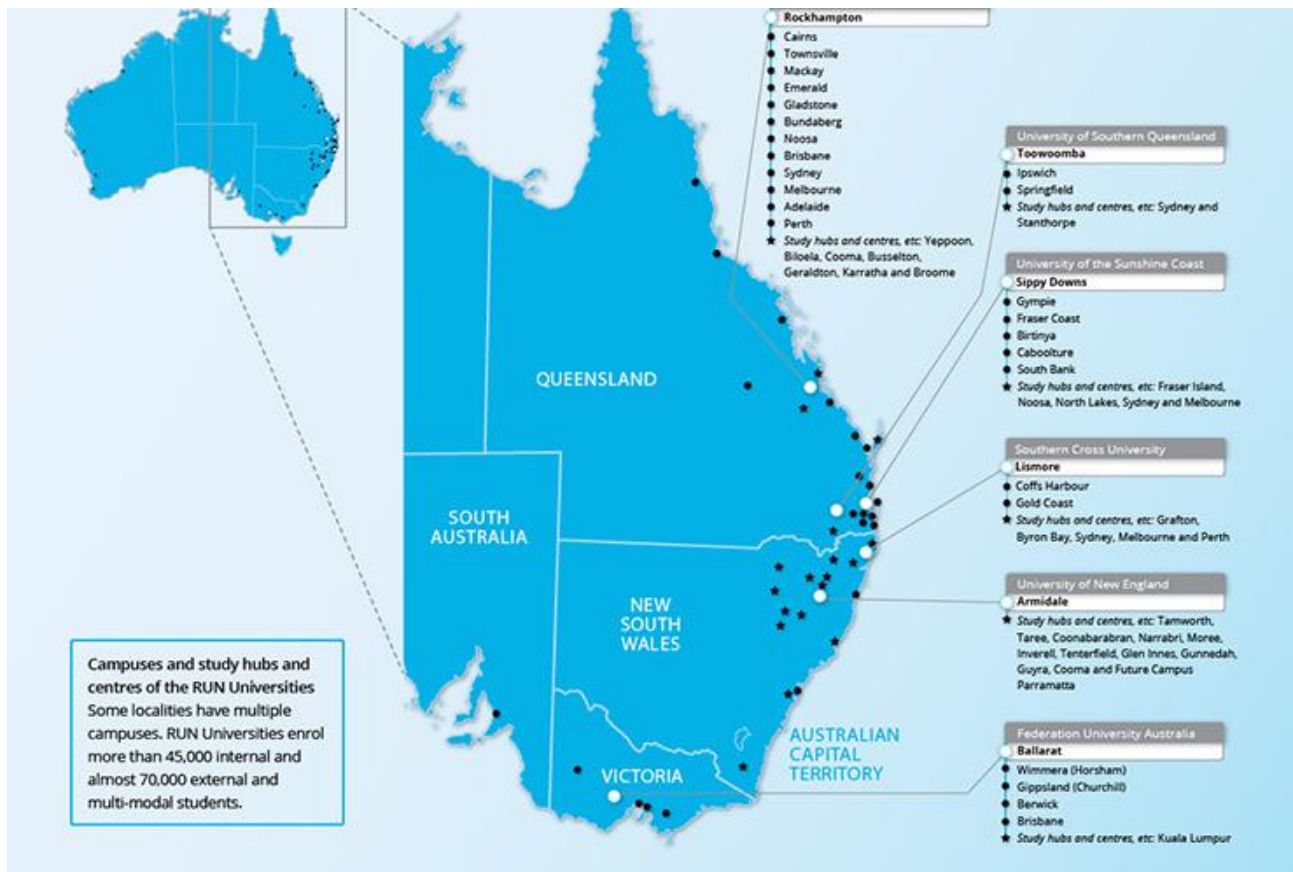 Rockhampton
Cairns
Townsville
Mackay
Emerald
Gladstone
Bundaberg
Noosa
Brisbane
Sydney
Melbourne
Adelaide
Perth
Study hubs and centres, etc: Yeppoon,
Biloela, Cooma, Busselton,
Geraldton, Karratha and Broome
University of Southern Queensland
Toowoomba
Ipswich
Springfield
Study hubs and centres, etc: Sydney and
Stanthorpe
University of the Sunshine Coast
Sippy Downs
Gympie
Fraser Coast
Birtinya
Caboolture
South Bank
Study hubs and centres, etc: Fraser Island,
Noosa, North Lakes, Sydney and Melbourne
Southern Cross University
Lismore
Coffs Harbour
Gold Coast
Study hubs and centres, etc: Grafton,
Byron Bay, Sydney, Melbourne and Perth
University of New England
Armidale
Study hubs and centres, etc: Tamworth,
Taree, Coonabarabran, Narrabri, Moree,
Inverell, Tenterfield, Glen Innes, Gunnedah,
Guyra, Cooma and Future Campus
Parramatta
Federation University Australia
Ballarat
Wimmera (Horsham)
Gippsland (Churchill)
Berwick
Brisbane
Study hubs and centres, etc: Kuala Lumpur
QUEENSLAND
SOUTH
AUSTRALIA
NEW
SOUTH
WALES
AUSTRALIAN
CAPITAL
TERRITORY
VICTORIA
Campuses and study hubs and
centres of the RUN Universities
Some localities have multiple
campuses. RUN Universities enrol
more than 45,000 internal and
almost 70,000 external and
multi-modal students.